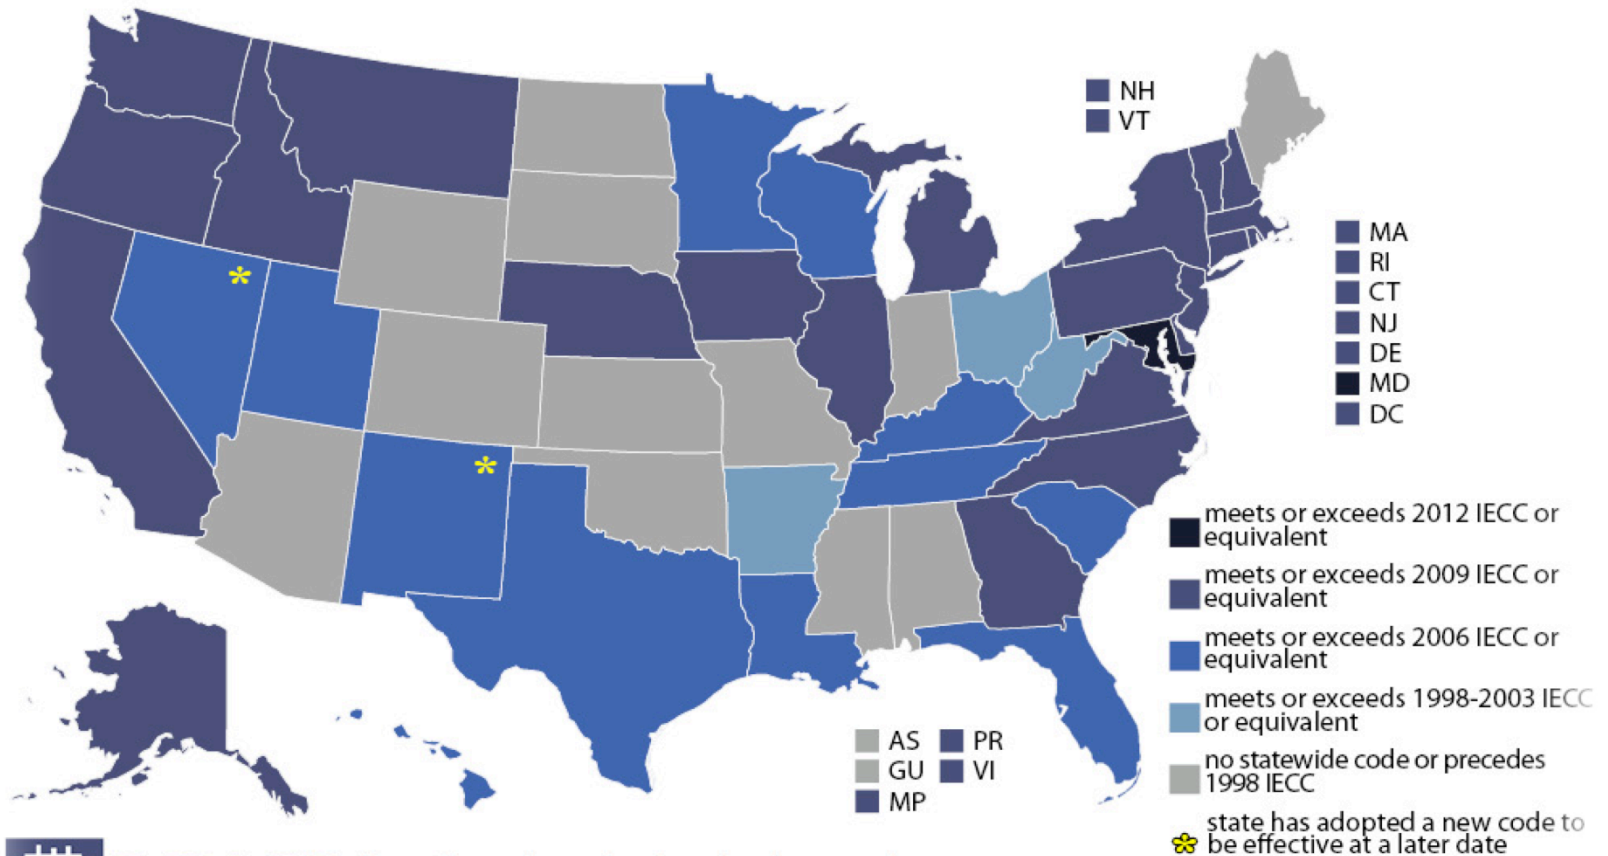 NH
VT
MA
RI
CT
NJ
DE
MD
DC
meets or exceeds 2012 IECC or
equivalent
meets or exceeds 2009 IECC or
equivalent
meets or exceeds 2006 IECC or
equivalent
meets or exceeds 1998-2003 IECC
or equivalent
AS PR
GU VI
MP
no statewide code or precedes
1998 IECC
state has adopted a new code to
be effective at a later date
*
*
*